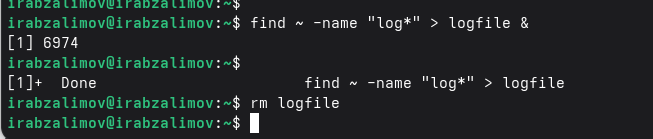 irabzalimov@irabzalimov:~$
irabzalimov@irabzalimov:~$ find ~ -name "log*" > logfile &
[1] 6974
irabzalimov@irabzalimov:~$
[1]+  Done                    find ~ -name "log*" > logfile
irabzalimov@irabzalimov:~$ rm logfile
irabzalimov@irabzalimov:~$